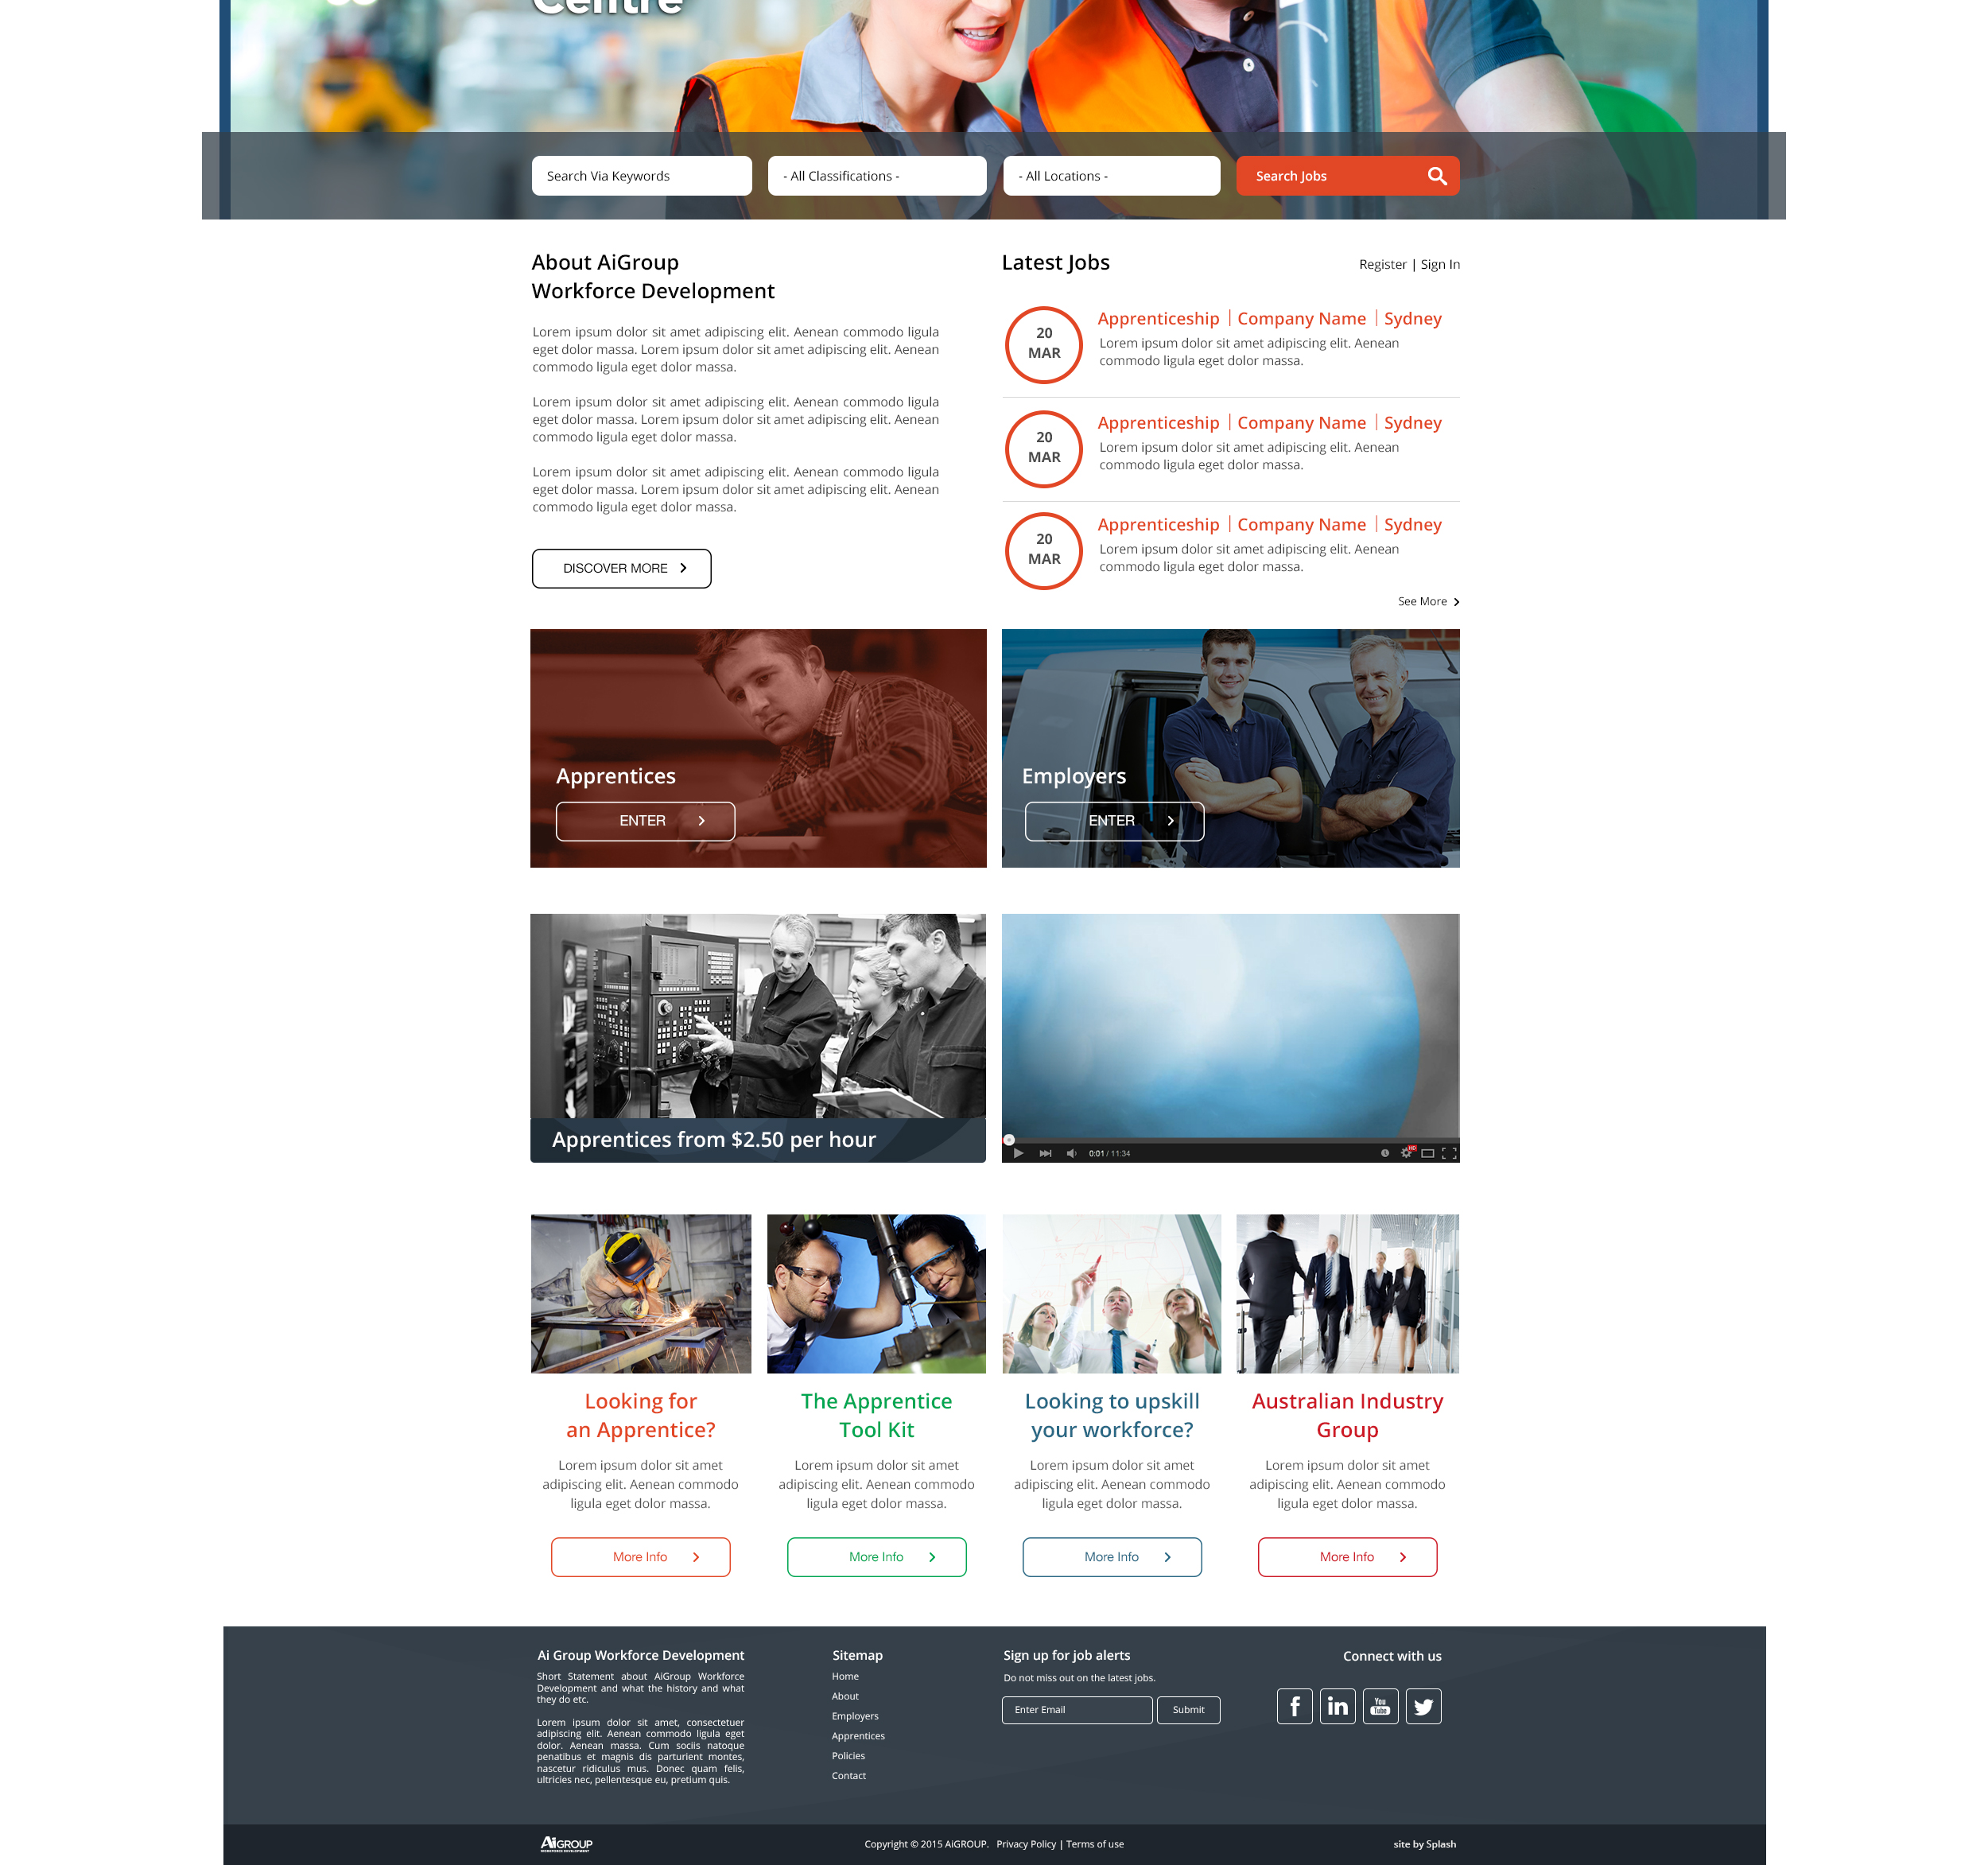 Centre
Search Via Keywords
- All Classifications -
- All Locations -
Search Jobs
About AiGroup
Workforce Development
Lorem ipsum dolor sit amet adipiscing elit. Aenean commodo ligula
eget dolor massa. Lorem ipsum dolor sit amet adipiscing elit. Aenean
commodo ligula eget dolor massa.
Lorem ipsum dolor sit amet adipiscing elit. Aenean commodo ligula
eget dolor massa. Lorem ipsum dolor sit amet adipiscing elit. Aenean
commodo ligula eget dolor massa.
Lorem ipsum dolor sit amet adipiscing elit. Aenean commodo ligula
eget dolor massa. Lorem ipsum dolor sit amet adipiscing elit. Aenean
commodo ligula eget dolor massa.
DISCOVER MORE
Latest Jobs
Register | Sign In
20
MAR
Apprenticeship | Company Name | Sydney
Lorem ipsum dolor sit amet adipiscing elit. Aenean
commodo ligula eget dolor massa.
20
MAR
Apprenticeship | Company Name | Sydney
Lorem ipsum dolor sit amet adipiscing elit. Aenean
commodo ligula eget dolor massa.
20
MAR
Apprenticeship | Company Name | Sydney
Lorem ipsum dolor sit amet adipiscing elit. Aenean
commodo ligula eget dolor massa.
See More
Apprentices
ENTER
Employers
ENTER
Apprentices from $2.50 per hour
0:01 / 11:34
HD
Looking for
an Apprentice?
Lorem ipsum dolor sit amet
adipiscing elit. Aenean commodo
ligula eget dolor massa.
More Info
The Apprentice
Tool Kit
Lorem ipsum dolor sit amet
adipiscing elit. Aenean commodo
ligula eget dolor massa.
More Info
Looking to upskill
your workforce?
Lorem ipsum dolor sit amet
adipiscing elit. Aenean commodo
ligula eget dolor massa.
More Info
Australian Industry
Group
Lorem ipsum dolor sit amet
adipiscing elit. Aenean commodo
ligula eget dolor massa.
More Info
Ai Group Workforce Development
Short Statement about AiGroup Workforce
Development and what the history and what
they do etc.
Lorem ipsum dolor sit amet, consectetuer
adipiscing elit. Aenean commodo ligula eget
dolor. Aenean massa. Cum sociis natoque
penatibus et magnis dis parturient montes,
nascetur ridiculus mus. Donec quam felis,
ultricies nec, pellentesque eu, pretium quis.
Sitemap
Home
About
Employers
Apprentices
Policies
Contact
Sign up for job alerts
Do not miss out on the latest jobs.
Enter Email
Submit
Connect with us
f
in
You
Tube
Ai GROUP
WORKFORCE DEVELOPMENT
Copyright © 2015 AiGROUP. Privacy Policy | Terms of use
site by Splash